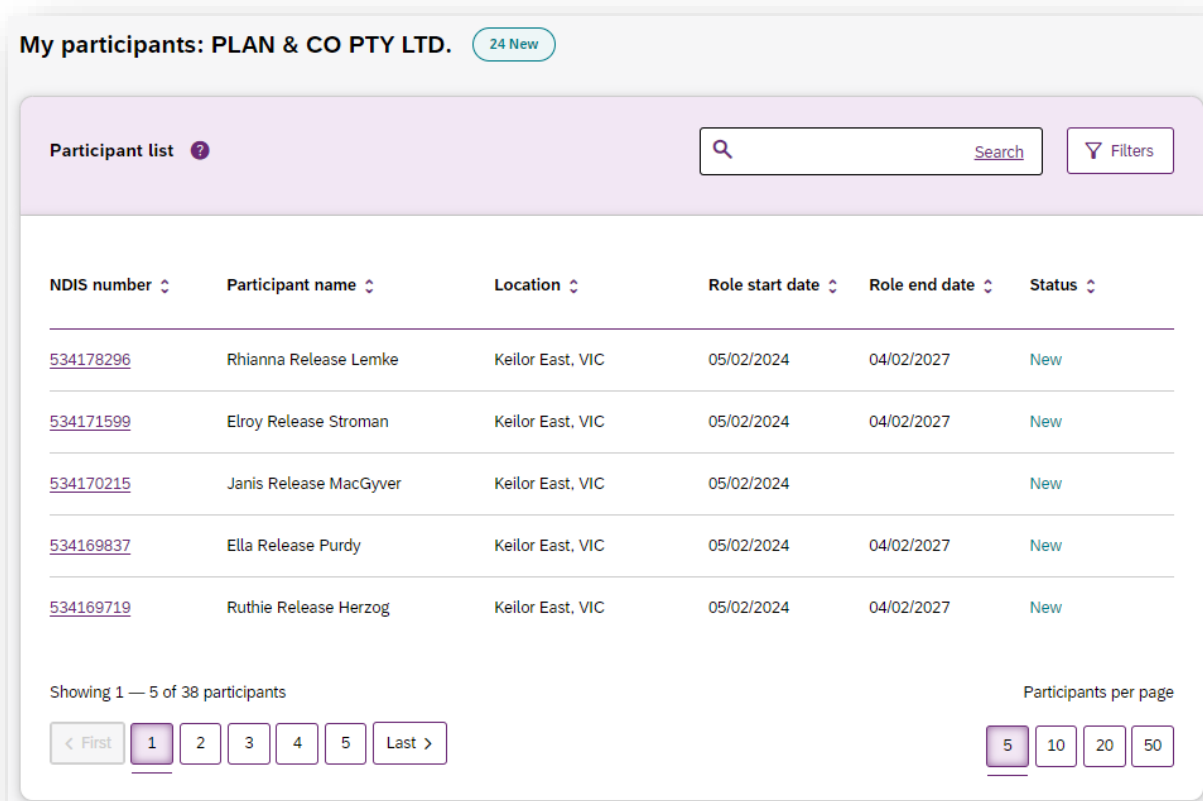 My participants: PLAN & CO PTY LTD. 24 New
Participant list ? Search Filters
NDIS number Participant name Location Role start date Role end date Status
534178296 Rhianna Release Lemke Keilor East, VIC 05/02/2024 04/02/2027 New
534171599 Elroy Release Stroman Keilor East, VIC 05/02/2024 04/02/2027 New
534170215 Janis Release MacGyver Keilor East, VIC 05/02/2024 New
534169837 Ella Release Purdy Keilor East, VIC 05/02/2024 04/02/2027 New
534169719 Ruthie Release Herzog Keilor East, VIC 05/02/2024 04/02/2027 New
Showing 1 — 5 of 38 participants Participants per page
< First 1 2 3 4 5 Last > 5 10 20 50